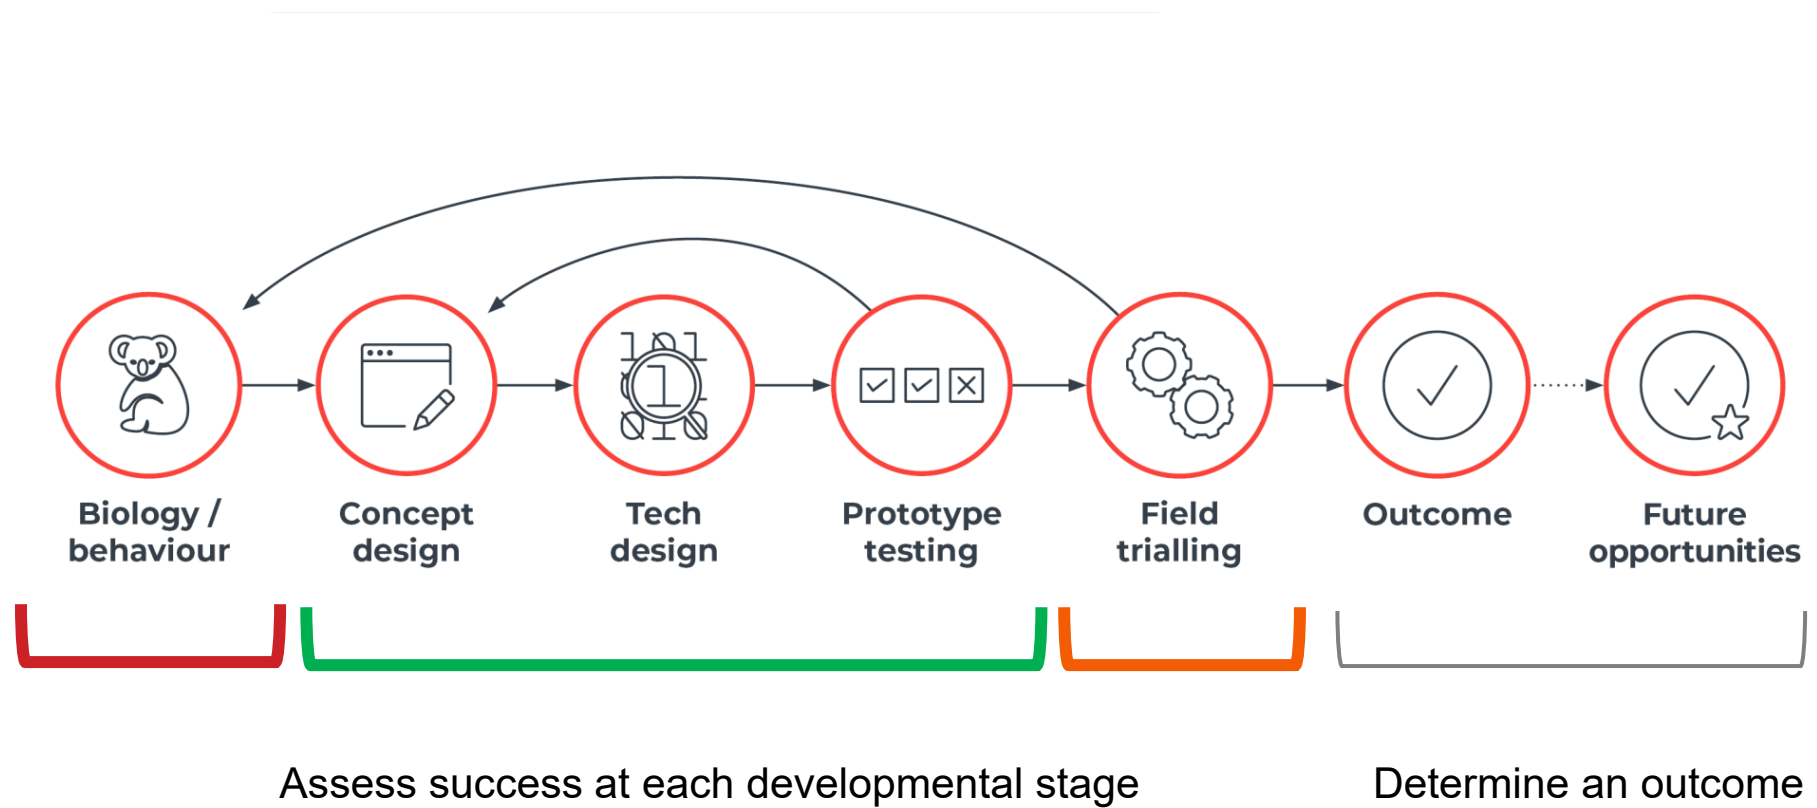 Biology /
behaviour
Concept
design
Tech
design
Prototype
testing
Field
trialling
Outcome
Future
opportunities
Assess success at each developmental stage
Determine an outcome